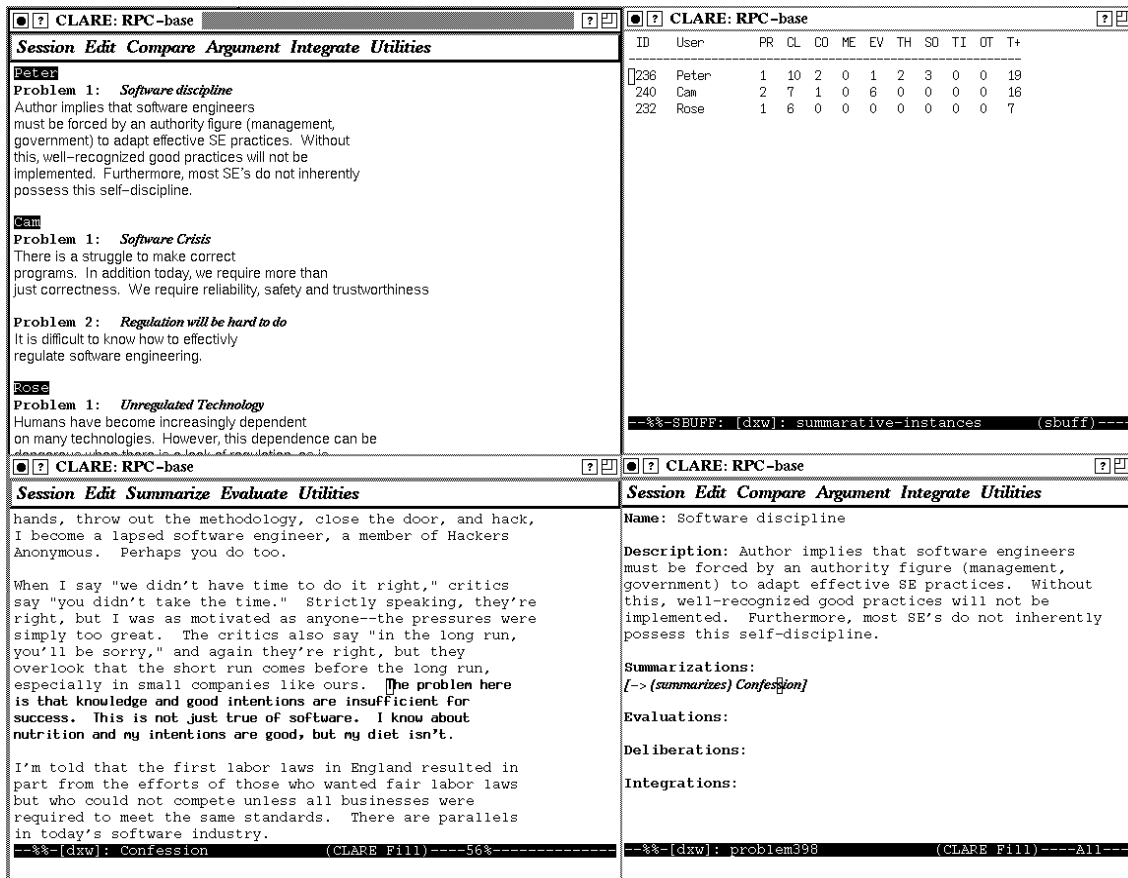 CLARE: RPC-base
Session Edit Compare Argument Integrate Utilities
Peter
Problem 1: Software discipline
Author implies that software engineers
must be forced by an authority figure (management,
government) to adapt effective SE practices. Without
this, well-recognized good practices will not be
implemented. Furthermore, most SE's do not inherently
possess this self-discipline.
Cam
Problem 1: Software Crisis
There is a struggle to make correct
programs. In addition today, we require more than
just correctness. We require reliability, safety and trustworthiness
Problem 2: Regulation will be hard to do
It is difficult to know how to effectivly
regulate software engineering.
Rose
Problem 1: Unregulated Technology
Humans have become increasingly dependent
on many technologies. However, this dependence can be
dangerous when there is a lack of regulation, as is
CLARE: RPC-base
ID User PR CL CO ME EV TH SO TI OT T+
236 Peter 1 10 2 0 1 2 3 0 0 19
240 Cam 2 7 1 0 6 0 0 0 0 16
232 Rose 1 6 0 0 0 0 0 0 0 7
--%%-SBUFF: [dxw]: summarative-instances (sbuff)----
CLARE: RPC-base
Session Edit Summarize Evaluate Utilities
hands, throw out the methodology, close the door, and hack,
I become a lapsed software engineer, a member of Hackers
Anonymous. Perhaps you do too.
When I say "we didn't have time to do it right," critics
say "you didn't take the time." Strictly speaking, they're
right, but I was as motivated as anyone--the pressures were
simply too great. The critics also say "in the long run,
you'll be sorry," and again they're right, but they
overlook that the short run comes before the long run,
especially in small companies like ours. The problem here
is that knowledge and good intentions are insufficient for
success. This is not just true of software. I know about
nutrition and my intentions are good, but my diet isn't.
I'm told that the first labor laws in England resulted in
part from the efforts of those who wanted fair labor laws
but who could not compete unless all businesses were
required to meet the same standards. There are parallels
in today's software industry.
--%%-[dxw]: Confession (CLARE Fill)----56%---------------
CLARE: RPC-base
Session Edit Compare Argument Integrate Utilities
Name: Software discipline
Description: Author implies that software engineers
must be forced by an authority figure (management,
government) to adapt effective SE practices. Without
this, well-recognized good practices will not be
implemented. Furthermore, most SE's do not inherently
possess this self-discipline.
Summarizations:
[-> (summarizes) Confession]
Evaluations:
Deliberations:
Integrations:
--%%-[dxw]: problem398 (CLARE Fill)----All---